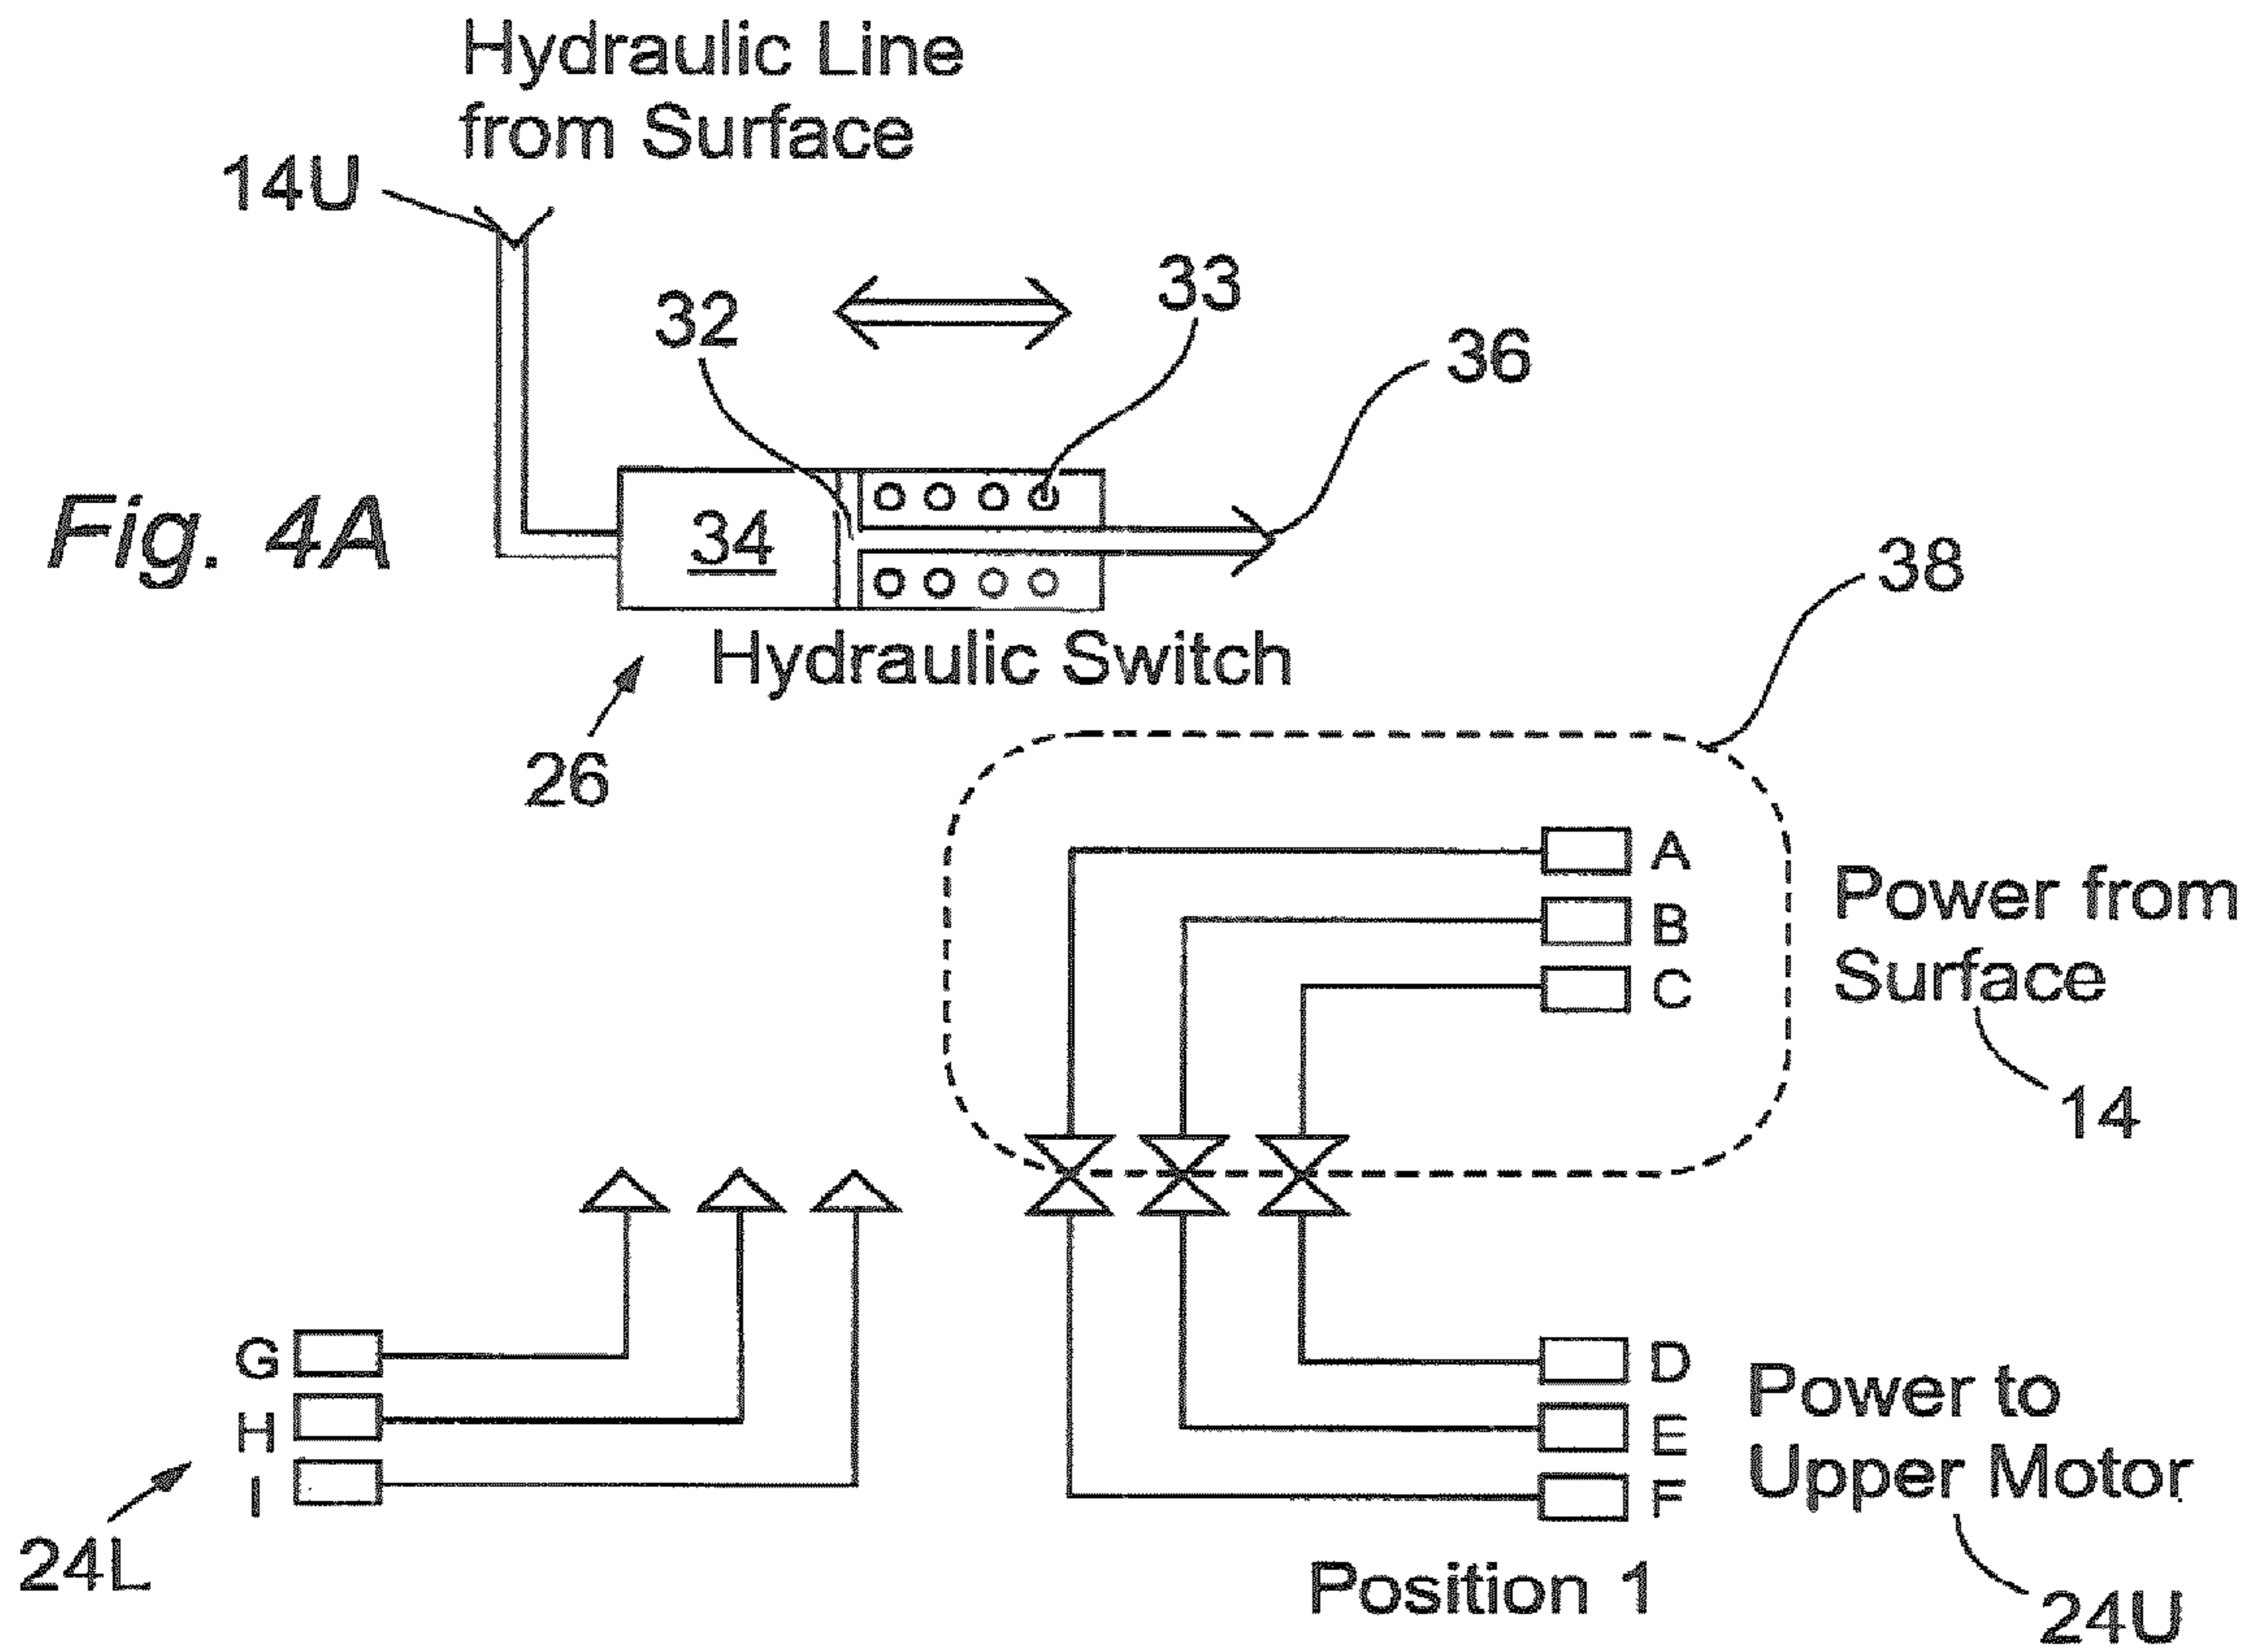 Hydraulic Line
from Surface
14U
33
32
36
Fig. 4A
34
38
Hydraulic Switch
26
A
B
C
Power from
Surface
14
G
H
I
24L
D
E
F
Power to
Upper Motor
Position 1
24U